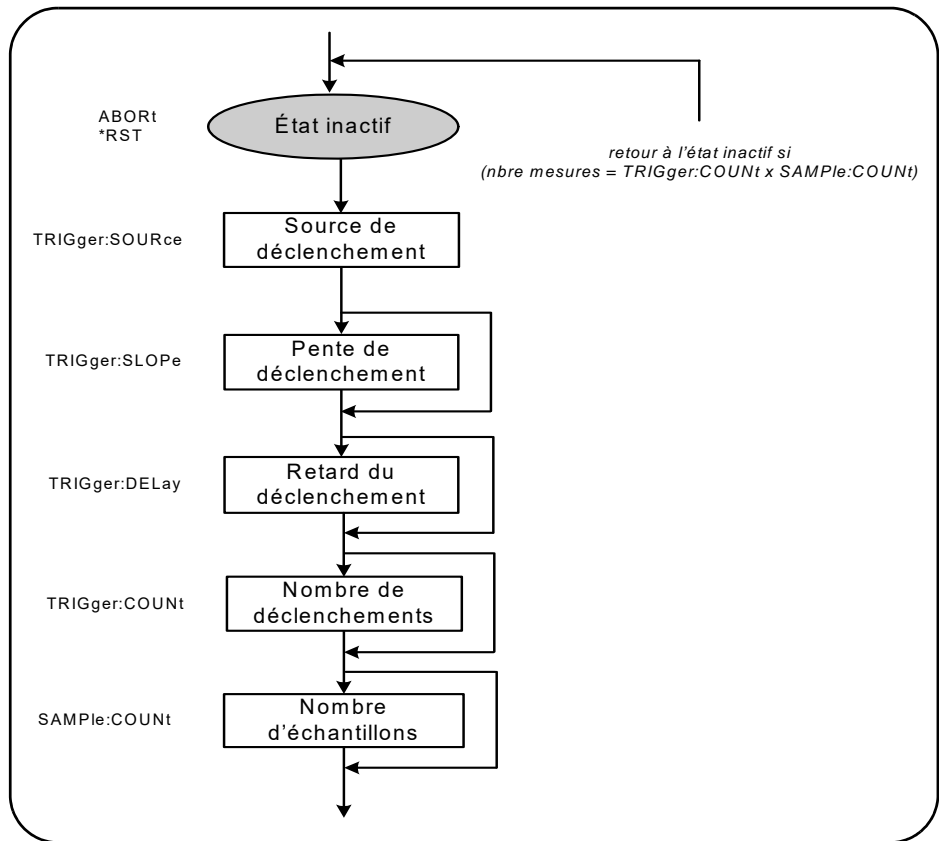 ABORt
*RST
État inactif
retour à l'état inactif si
(nbre mesures = TRIGger:COUNt x SAMPle:COUNt)
TRIGger:SOURce
Source de
déclenchement
TRIGger:SLOPe
Pente de
déclenchement
TRIGger:DELay
Retard du
déclenchement
TRIGger:COUNt
Nombre de
déclenchements
SAMPle:COUNt
Nombre
d'échantillons